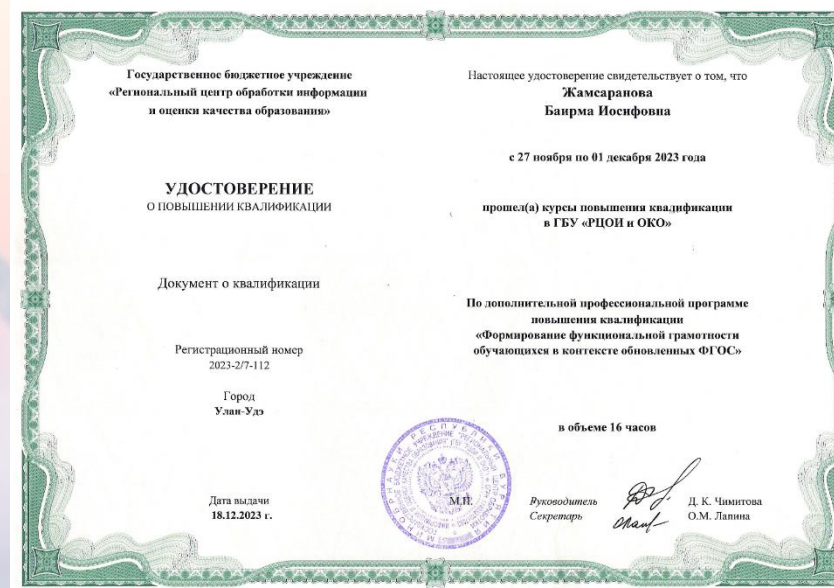 Государственное бюджетное учреждение
«Региональный центр обработки информации
и оценки качества образования»
УДОСТОВЕРЕНИЕ
О ПОВЫШЕНИИ КВАЛИФИКАЦИИ
Документ о квалификации
Регистрационный номер
2023-2/7-112
Город
Улан-Удэ
Дата выдачи
18.12.2023 г.
Настоящее удостоверение свидетельствует о том, что
Жамсаранова
Баирма Иосифовна
с 27 ноября по 01 декабря 2023 года
прошел(а) курсы повышения квалификации
в ГБУ «РЦОИ и ОКО»
По дополнительной профессиональной программе
повышения квалификации
«Формирование функциональной грамотности
обучающихся в контексте обновленных ФГОС»
в объеме 16 часов
М.П.
Руководитель
Д. К. Чимитова
Секретарь
О.М. Лапина